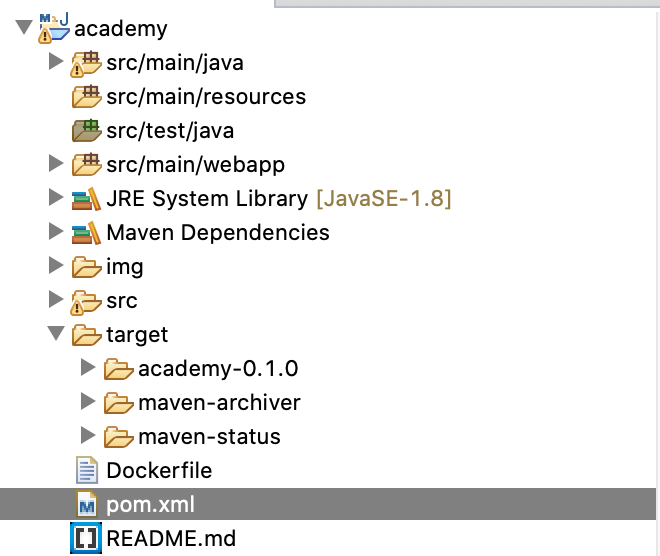 academy
src/main/java
src/main/resources
src/test/java
src/main/webapp
JRE System Library [JavaSE-1.8]
Maven Dependencies
img
src
target
academy-0.1.0
maven-archiver
maven-status
Dockerfile
pom.xml
README.md